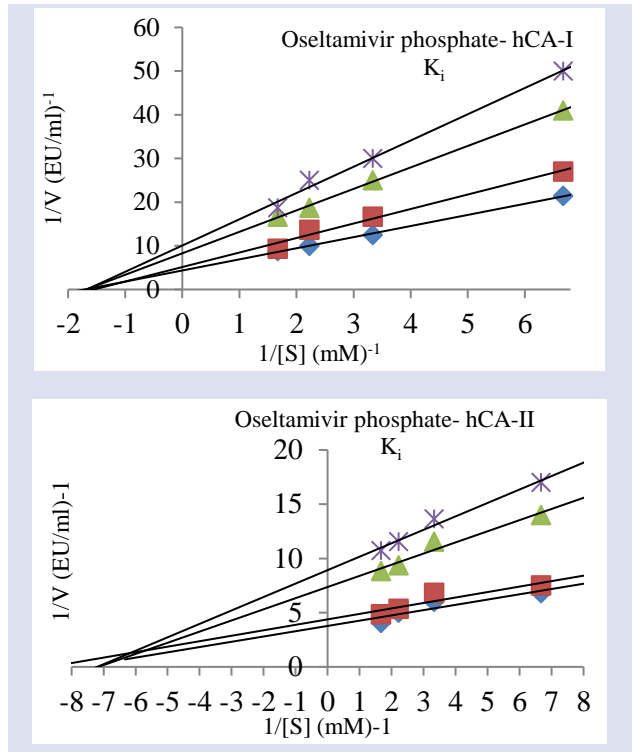 Oseltamivir phosphate- hCA-I
Ki
60
50
40
30
20
10
0
1/V (EU/ml)-1
-2 -1 0 1 2 3 4 5 6
1/[S] (mM)-1
Oseltamivir phosphate- hCA-II
Ki
20
15
10
5
0
1/V (EU/ml)-1
-8 -7 -6 -5 -4 -3 -2 -1 0 1 2 3 4 5 6 7 8
1/[S] (mM)-1